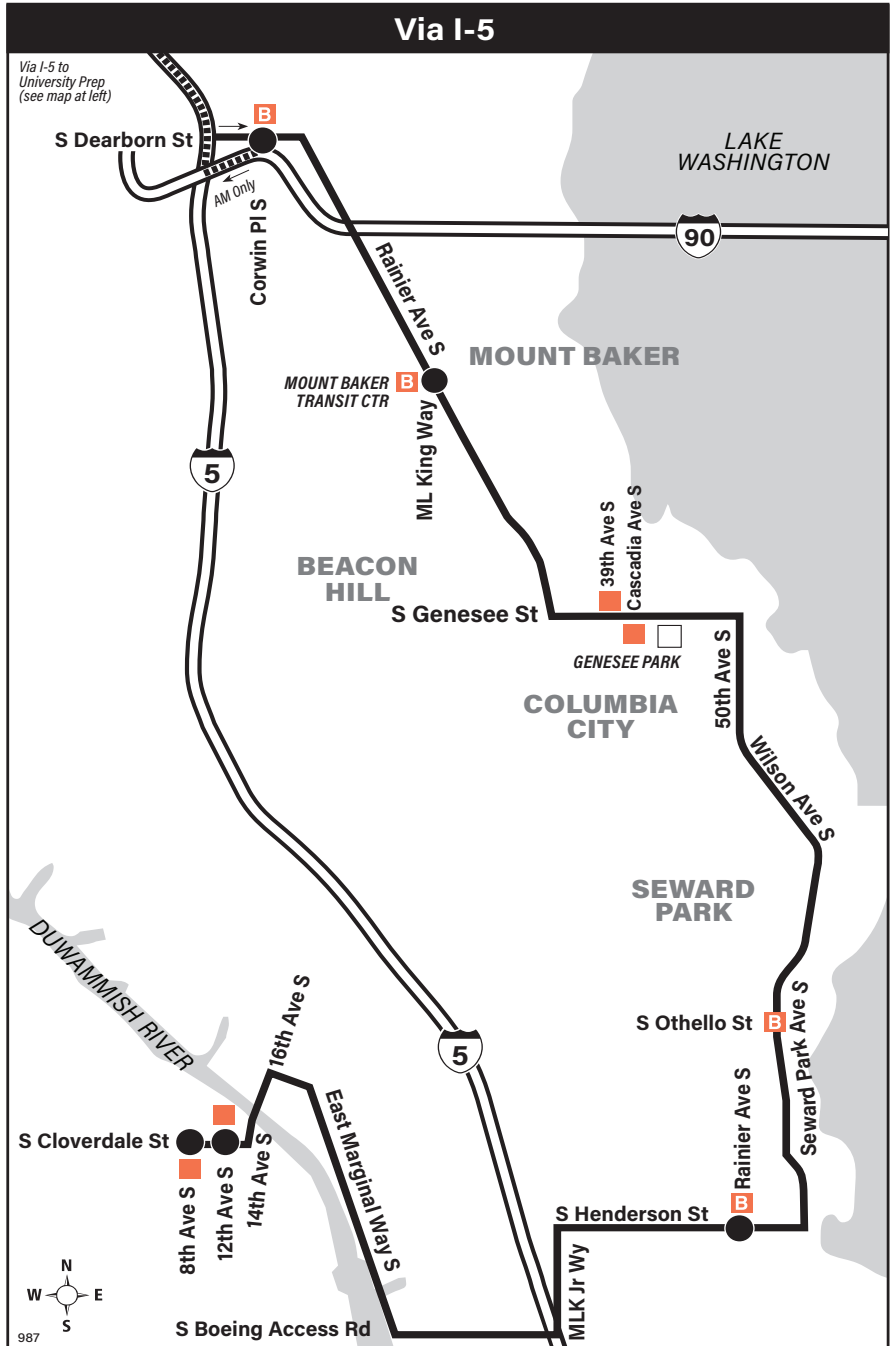 Via I-5
Via I-5 to
University Prep
(see map at left)
B
S Dearborn St
AM Only
Corwin Pl S
LAKE
WASHINGTON
90
Rainier Ave S
MOUNT BAKER
MOUNT BAKER
TRANSIT CTR
B
ML King Way
5
BEACON
HILL
39th Ave S
Cascadia Ave S
S Genesee St
GENESEE PARK
COLUMBIA
CITY
50th Ave S
Wilson Ave S
SEWARD
PARK
DUWAMMISH RIVER
16th Ave S
5
S Othello St
B
Seward Park Ave S
S Cloverdale St
8th Ave S
12th Ave S
14th Ave S
East Marginal Way S
Rainier Ave S
B
S Henderson St
MLK Jr Wy
S Boeing Access Rd
N
W
E
S
987